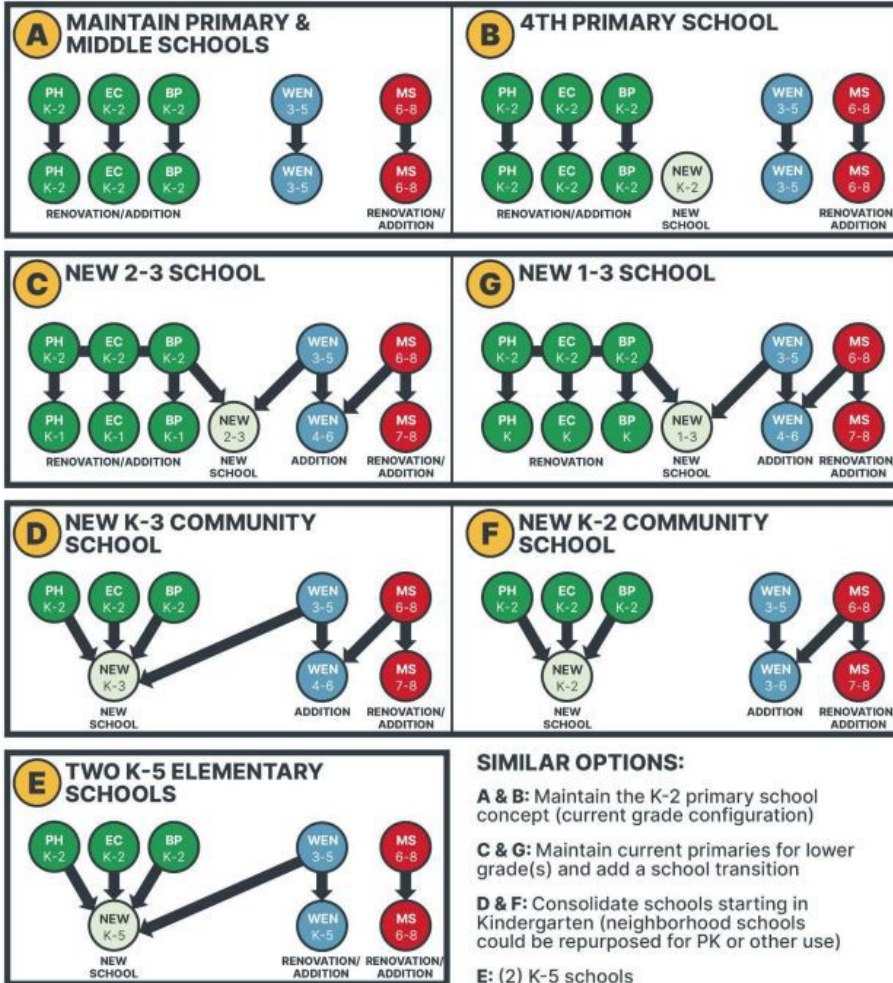 A
MAINTAIN PRIMARY &
MIDDLE SCHOOLS
PH
K-2
EC
K-2
BP
K-2
WEN
3-5
MS
6-8
PH
K-2
EC
K-2
BP
K-2
WEN
3-5
MS
6-8
RENOVATION/ADDITION
RENOVATION/
ADDITION
B
4TH PRIMARY SCHOOL
PH
K-2
EC
K-2
BP
K-2
WEN
3-5
MS
6-8
PH
K-2
EC
K-2
BP
K-2
NEW
K-2
WEN
3-5
MS
6-8
RENOVATION/ADDITION
NEW
SCHOOL
RENOVATION/
ADDITION
C
NEW 2-3 SCHOOL
PH
K-2
EC
K-2
BP
K-2
WEN
3-5
MS
6-8
PH
K-1
EC
K-1
BP
K-1
NEW
2-3
WEN
4-6
MS
7-8
RENOVATION/ADDITION
NEW
SCHOOL
ADDITION
RENOVATION/
ADDITION
G
NEW 1-3 SCHOOL
PH
K-2
EC
K-2
BP
K-2
WEN
3-5
MS
6-8
PH
K
EC
K
BP
K
NEW
1-3
WEN
4-6
MS
7-8
RENOVATION
NEW
SCHOOL
ADDITION
RENOVATION/
ADDITION
D
NEW K-3 COMMUNITY
SCHOOL
PH
K-2
EC
K-2
BP
K-2
WEN
3-5
MS
6-8
NEW
K-3
WEN
4-6
MS
7-8
NEW
SCHOOL
ADDITION
RENOVATION/
ADDITION
F
NEW K-2 COMMUNITY
SCHOOL
PH
K-2
EC
K-2
BP
K-2
WEN
3-5
MS
6-8
NEW
K-2
WEN
3-6
MS
7-8
NEW
SCHOOL
ADDITION
RENOVATION/
ADDITION
E
TWO K-5 ELEMENTARY
SCHOOLS
PH
K-2
EC
K-2
BP
K-2
WEN
3-5
MS
6-8
NEW
K-5
WEN
K-5
MS
6-8
NEW
SCHOOL
RENOVATION/
ADDITION
RENOVATION/
ADDITION
SIMILAR OPTIONS:
A & B: Maintain the K-2 primary school
concept (current grade configuration)
C & G: Maintain current primaries for lower
grade(s) and add a school transition
D & F: Consolidate schools starting in
Kindergarten (neighborhood schools
could be repurposed for PK or other use)
E: (2) K-5 schools